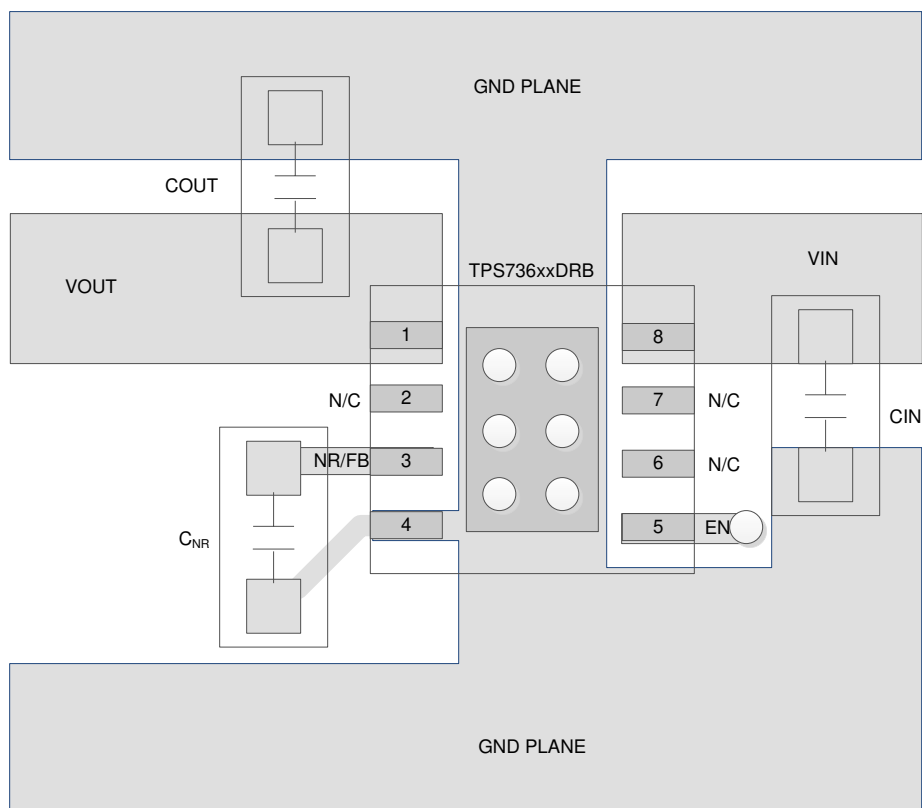 GND PLANE
COUT
TPS736xxDRB
VIN
VOUT
1
8
N/C
2
7
N/C
CIN
NR/FB
3
6
N/C
4
5
EN
CNR
GND PLANE